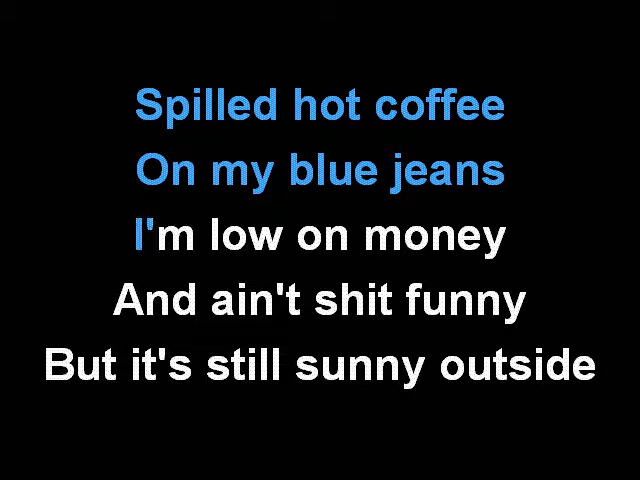 Spilled hot coffee
On my blue jeans
I'm low on money
And ain't shit funny
But it's still sunny outside